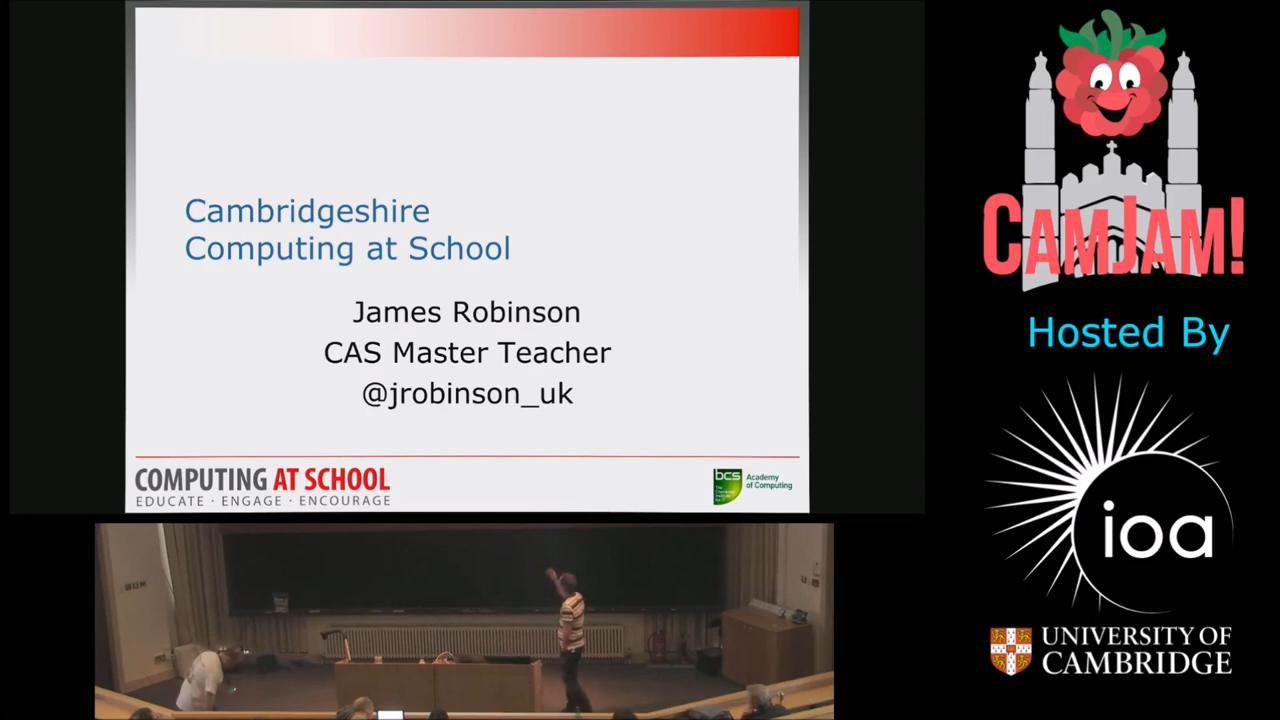 Cambridgeshire
Computing at School
James Robinson
CAS Master Teacher
@jrobinson_uk
COMPUTING AT SCHOOL
EDUCATE · ENGAGE · ENCOURAGE
bcs
Academy
of Computing
CAMJAM!
Hosted By
ioa
UNIVERSITY OF
CAMBRIDGE